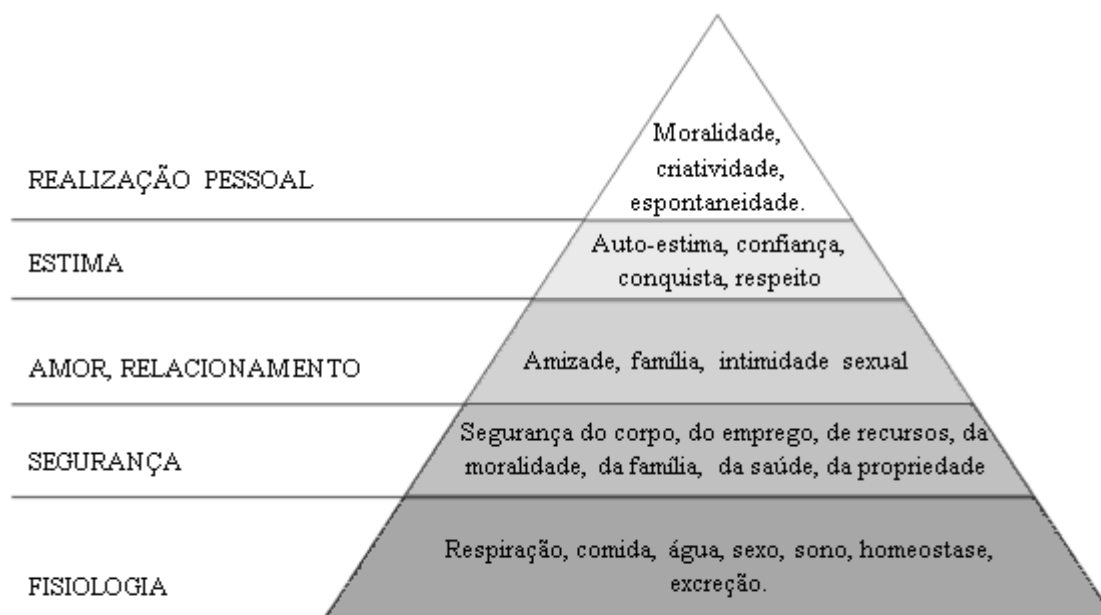 Moralidade,
criatividade,
REALIZAÇÃO PESSOAL
espontaneidade.
Auto-estima, confiança,
ESTIMA
conquista, respeito
AMOR, RELACIONAMENTO
Amizade, família, intimidade sexual
Segurança do corpo, do emprego, de recursos, da
SEGURANÇA
moralidade, da família, da saúde, da propriedade
Respiração, comida, água, sexo, sono, homeostase,
excreção.
FISIOLOGIA